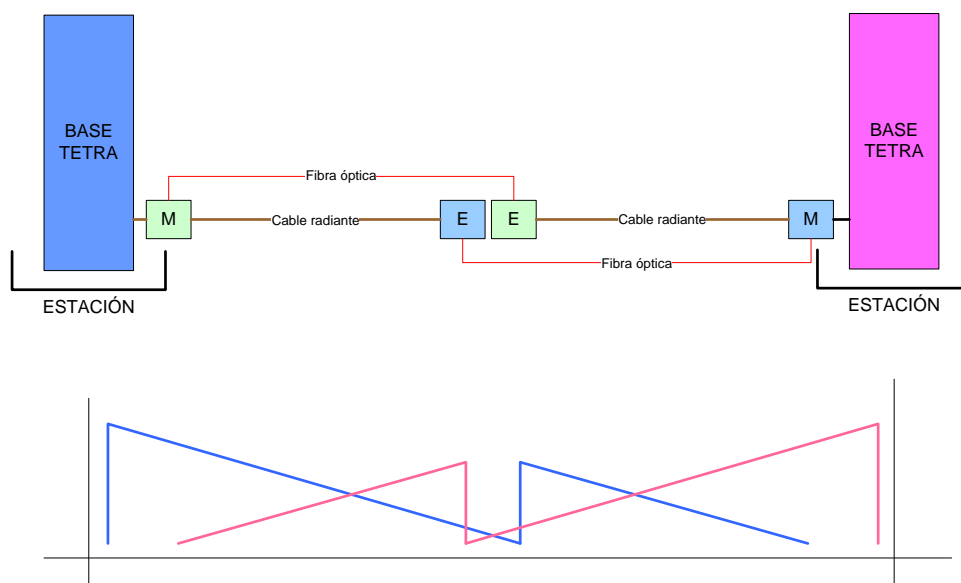 BASE
TETRA
BASE
TETRA
Fibra óptica
M
Cable radiante
E
E
Cable radiante
M
Fibra óptica
ESTACIÓN
ESTACIÓN